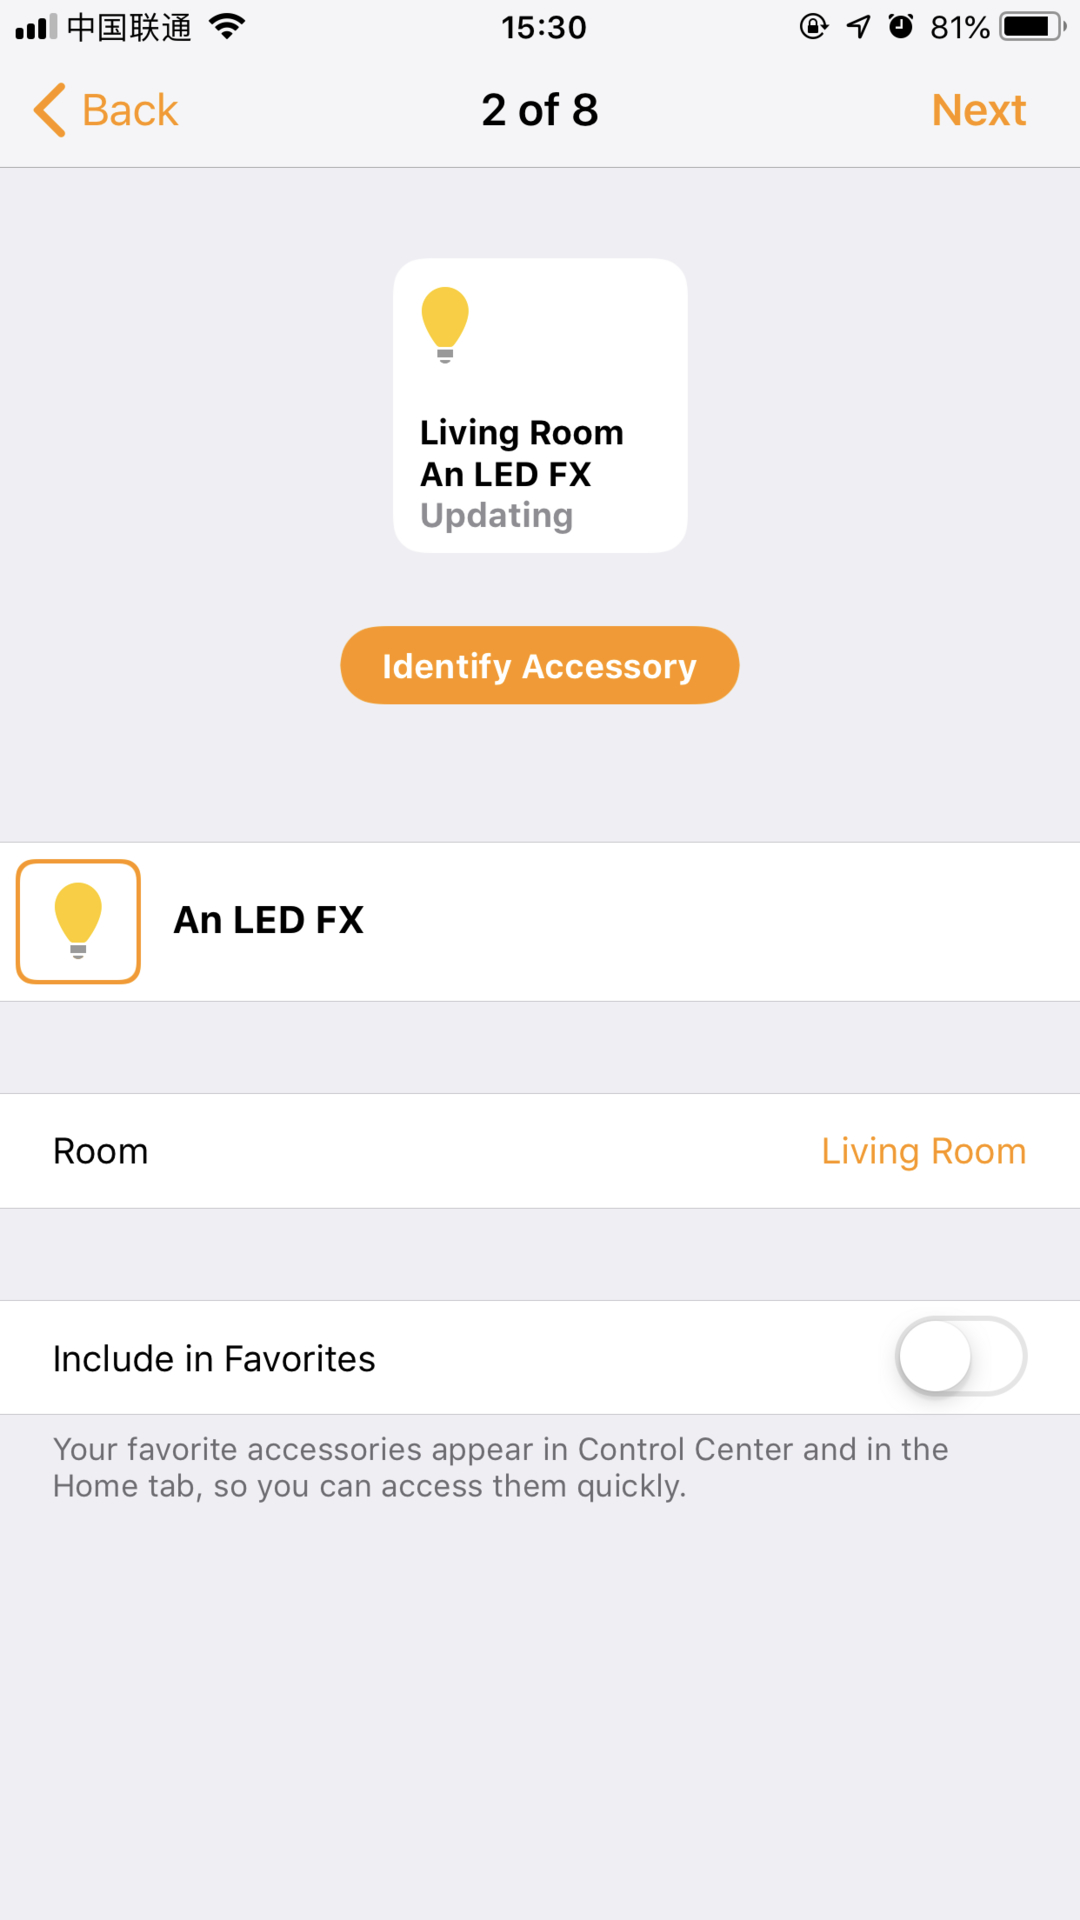 中国联通
15:30
81%
Back
2 of 8
Next
Living Room
An LED FX
Updating
Identify Accessory
An LED FX
Room
Living Room
Include in Favorites
Your favorite accessories appear in Control Center and in the
Home tab, so you can access them quickly.